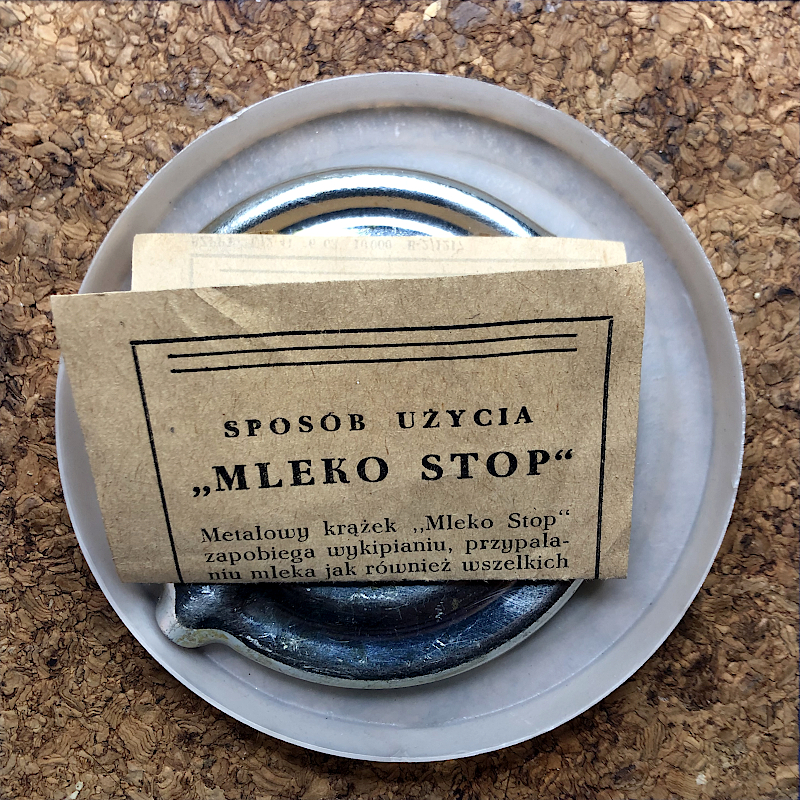 SPOSÓB UŻYCIA
„MLEKO STOP“
Metalowy krążek ,,Mleko Stop“
zapobiega wykipianiu, przypala-
niu mleka jak również wszelkich